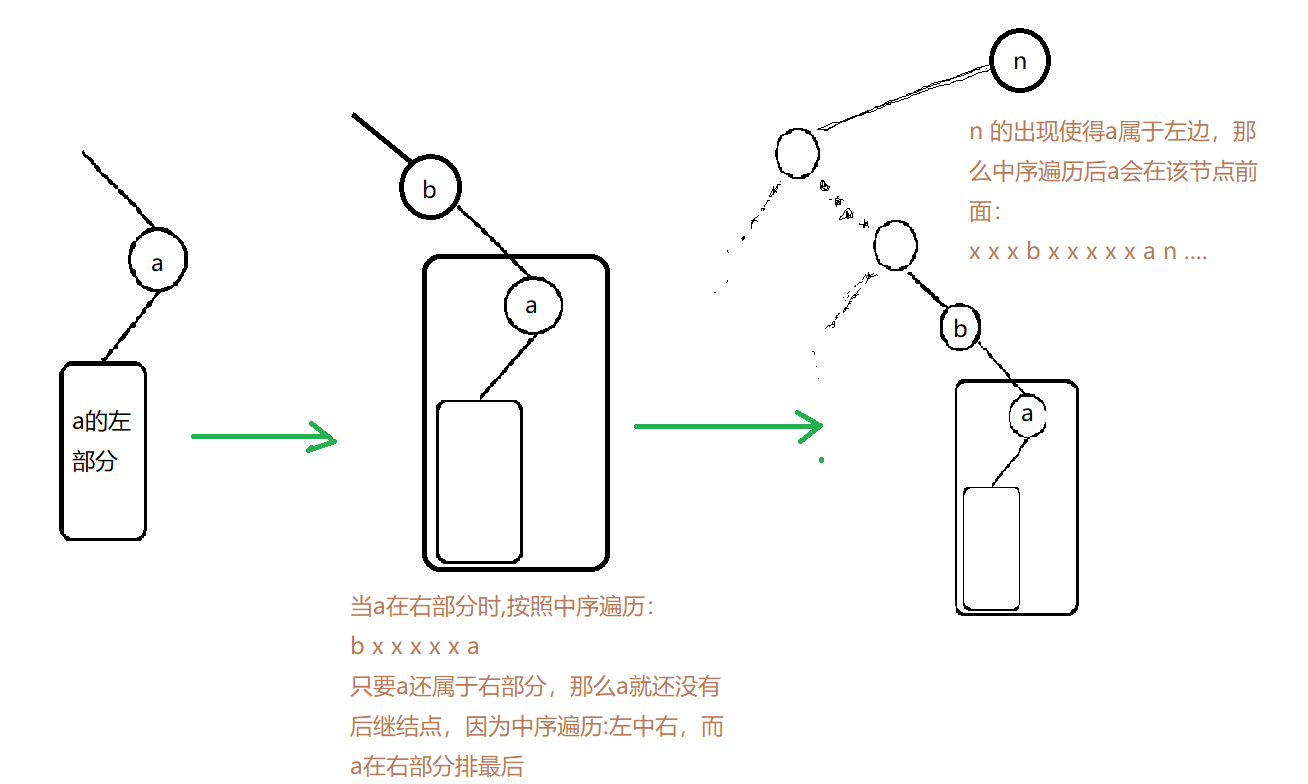 n
n 的出现使得a属于左边，那
么中序遍历后a会在该节点前
面：
x x x b x x x x x a n ....
b
a
a
b
a
a的左
部分
当a在右部分时,按照中序遍历：
b x x x x x a
只要a还属于右部分，那么a就还没有
后继结点，因为中序遍历:左中右，而
a在右部分排最后